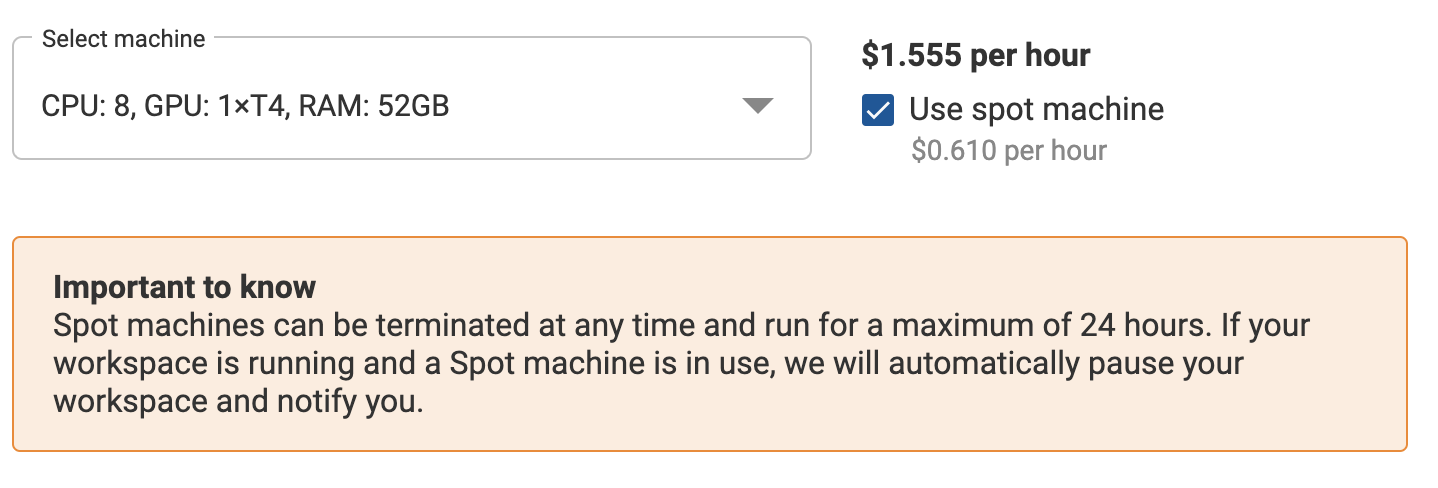 Select machine
CPU: 8, GPU: 1×T4, RAM: 52GB
$1.555 per hour
Use spot machine
$0.610 per hour
Important to know
Spot machines can be terminated at any time and run for a maximum of 24 hours. If your
workspace is running and a Spot machine is in use, we will automatically pause your
workspace and notify you.